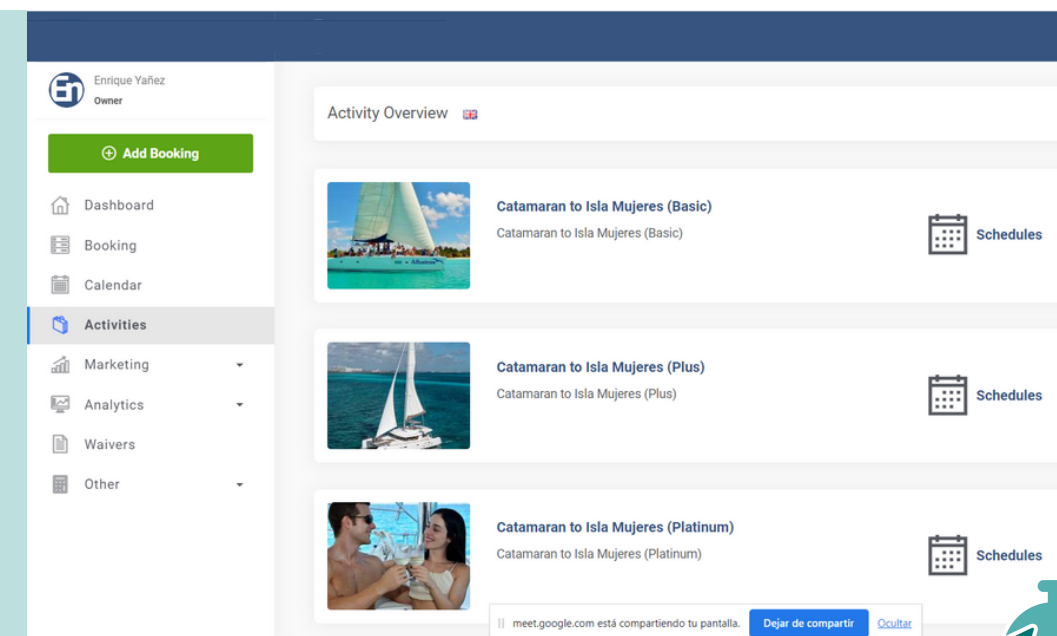 En
Enrique Yañez
Owner
Add Booking
Dashboard
Booking
Calendar
Activities
Marketing
Analytics
Waivers
Other
Activity Overview
Catamaran to Isla Mujeres (Basic)
Catamaran to Isla Mujeres (Basic)
Schedules
Catamaran to Isla Mujeres (Plus)
Catamaran to Isla Mujeres (Plus)
Schedules
Catamaran to Isla Mujeres (Platinum)
Catamaran to Isla Mujeres (Platinum)
Schedules
meet.google.com está compartiendo tu pantalla.
Dejar de compartir
Ocultar